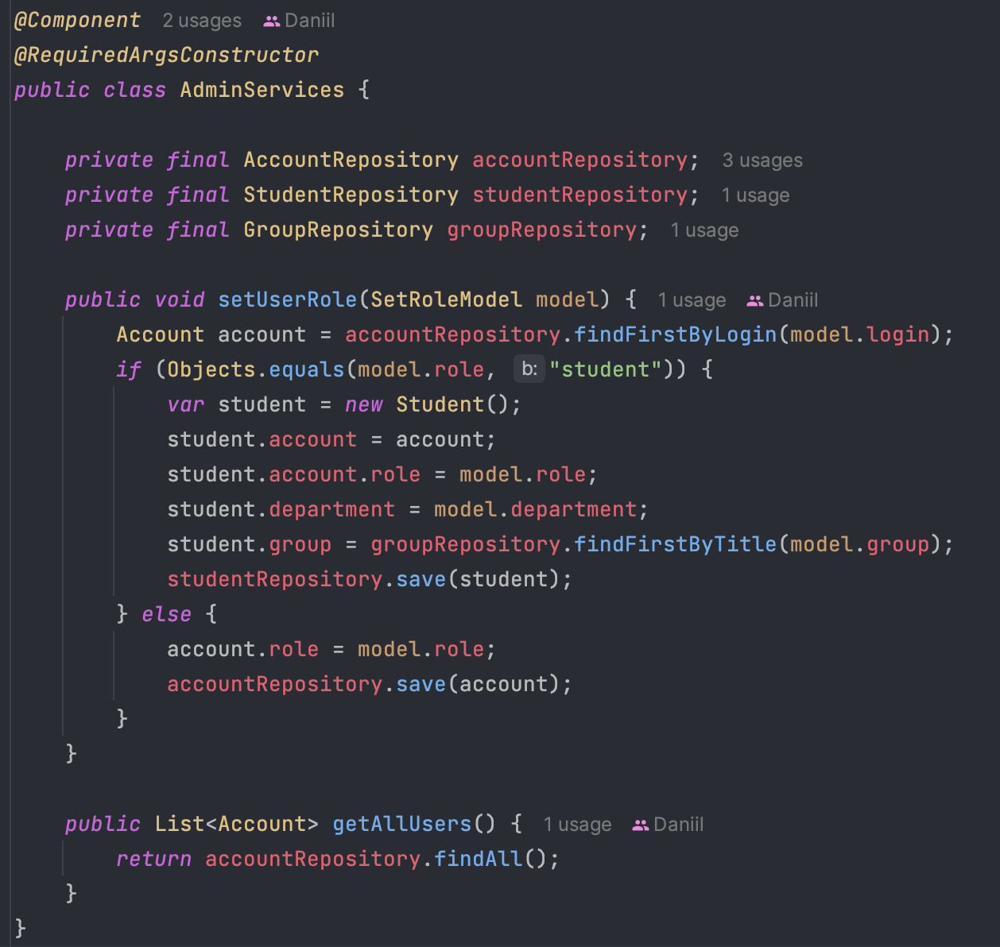 @Component 2 usages Daniil
@RequiredArgsConstructor
public class AdminServices {
private final AccountRepository accountRepository; 3 usages
private final StudentRepository studentRepository; 1 usage
private final GroupRepository groupRepository; 1 usage
public void setUserRole(SetRoleModel model) { 1 usage Daniil
Account account = accountRepository.findFirstByLogin(model.login);
if (Objects.equals(model.role, b: "student")) {
var student = new Student();
student.account = account;
student.account.role = model.role;
student.department = model.department;
student.group = groupRepository.findFirstByTitle(model.group);
studentRepository.save(student);
} else {
account.role = model.role;
accountRepository.save(account);
}
}
public List<Account> getAllUsers() { 1 usage Daniil
return accountRepository.findAll();
}
}